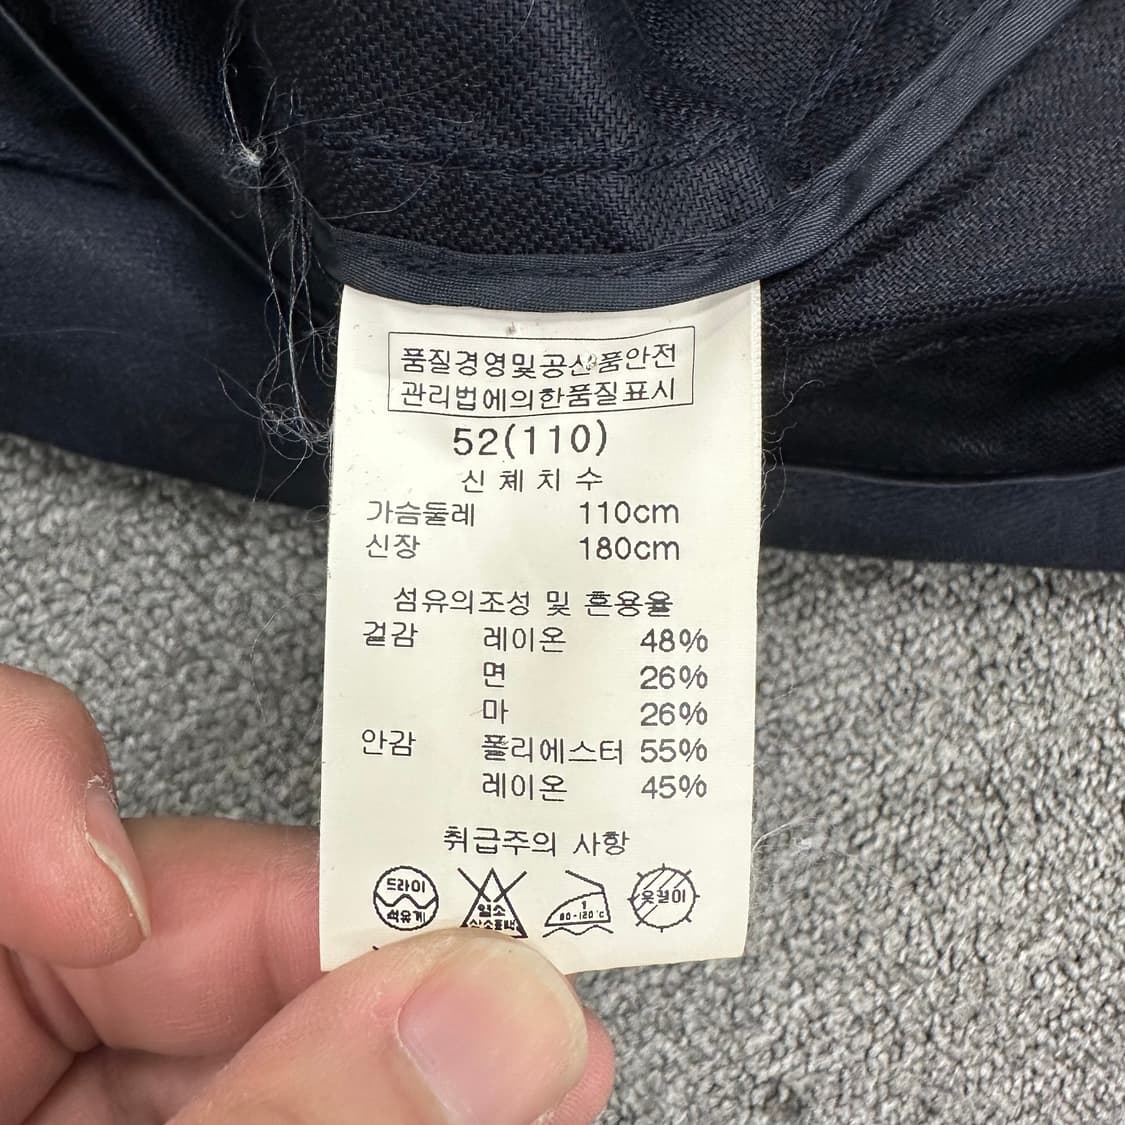 품질경영및공산품안전
관리법에의한품질표시
52(110)
신체치수
가슴둘레 110cm
신장 180cm
섬유의조성 및 혼용율
겉감 레이온 48%
면 26%
마 26%
안감 폴리에스터 55%
레이온 45%
취급주의 사항
드라이
석유계
염소
산소표백
1
80-120℃
옷걸이